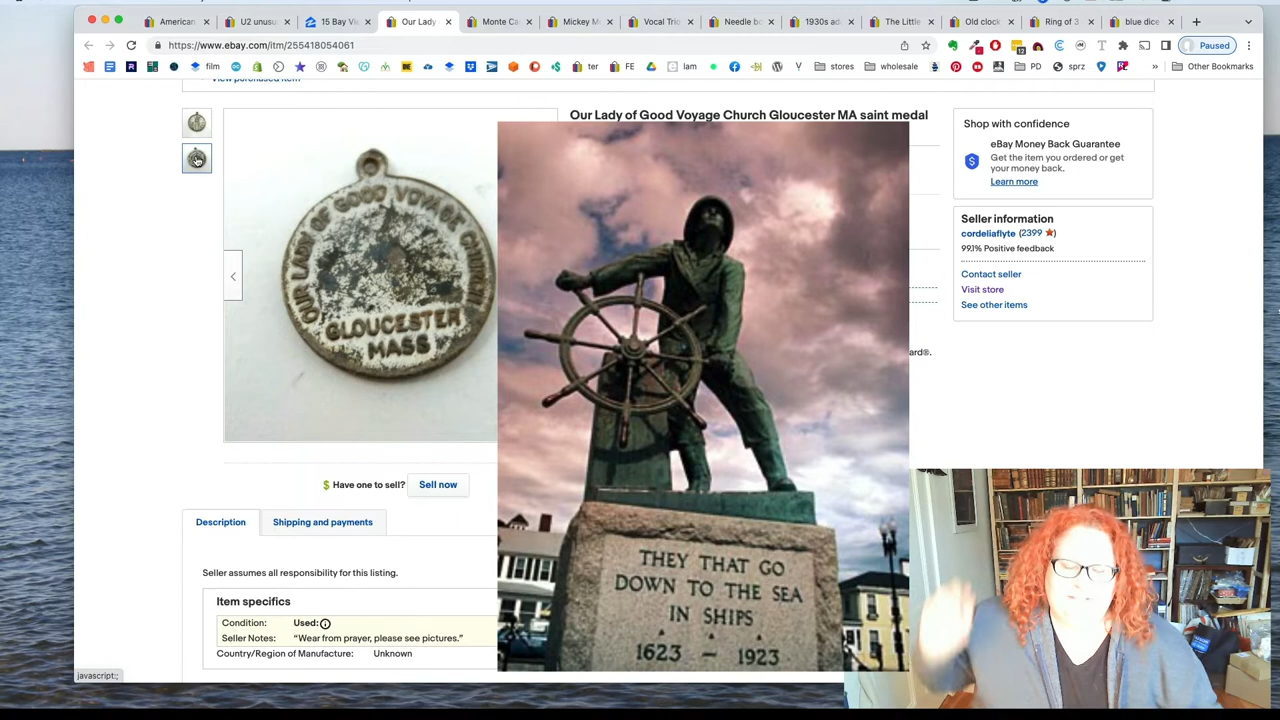 American
U2 unusu
15 Bay Vi
Our Lady
Monte Ca
Mickey M
Vocal Trio
Needle bo
1930s ad
The Little
Old clock
Ring of 3
blue dice
https://www.ebay.com/itm/255418054061
Paused
film
ter
FE
lam
stores
wholesale
PD
sprz
Other Bookmarks
View purchased item
Our Lady of Good Voyage Church Gloucester MA saint medal
Shop with confidence
eBay Money Back Guarantee
Get the item you ordered or get
your money back.
Learn more
Seller information
cordeliaflyte (2399 ★)
99.1% Positive feedback
Contact seller
Visit store
See other items
ard®.
OUR LADY OF GOOD VOYAGE CHURCH
GLOUCESTER
MASS
$ Have one to sell? Sell now
Description
Shipping and payments
Seller assumes all responsibility for this listing.
Item specifics
Condition: Used:
Seller Notes: “Wear from prayer, please see pictures.”
Country/Region of Manufacture: Unknown
THEY THAT GO
DOWN TO THE SEA
IN SHIPS
1623 — 1923
javascript:;